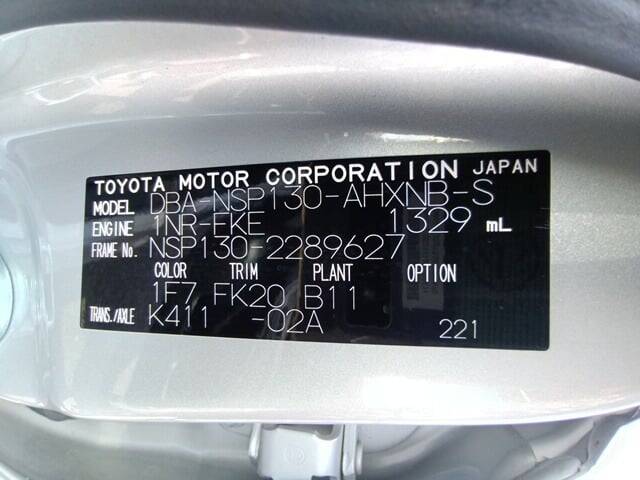 TOYOTA MOTOR CORPORATION JAPAN
MODEL DBA-NSP130-AHXNB-S
ENGINE 1NR-FKE 1329 mL
FRAME No. NSP130-2289627
COLOR TRIM PLANT OPTION
1F7 FK20 B11
TRANS./AXLE K411 -02A
221